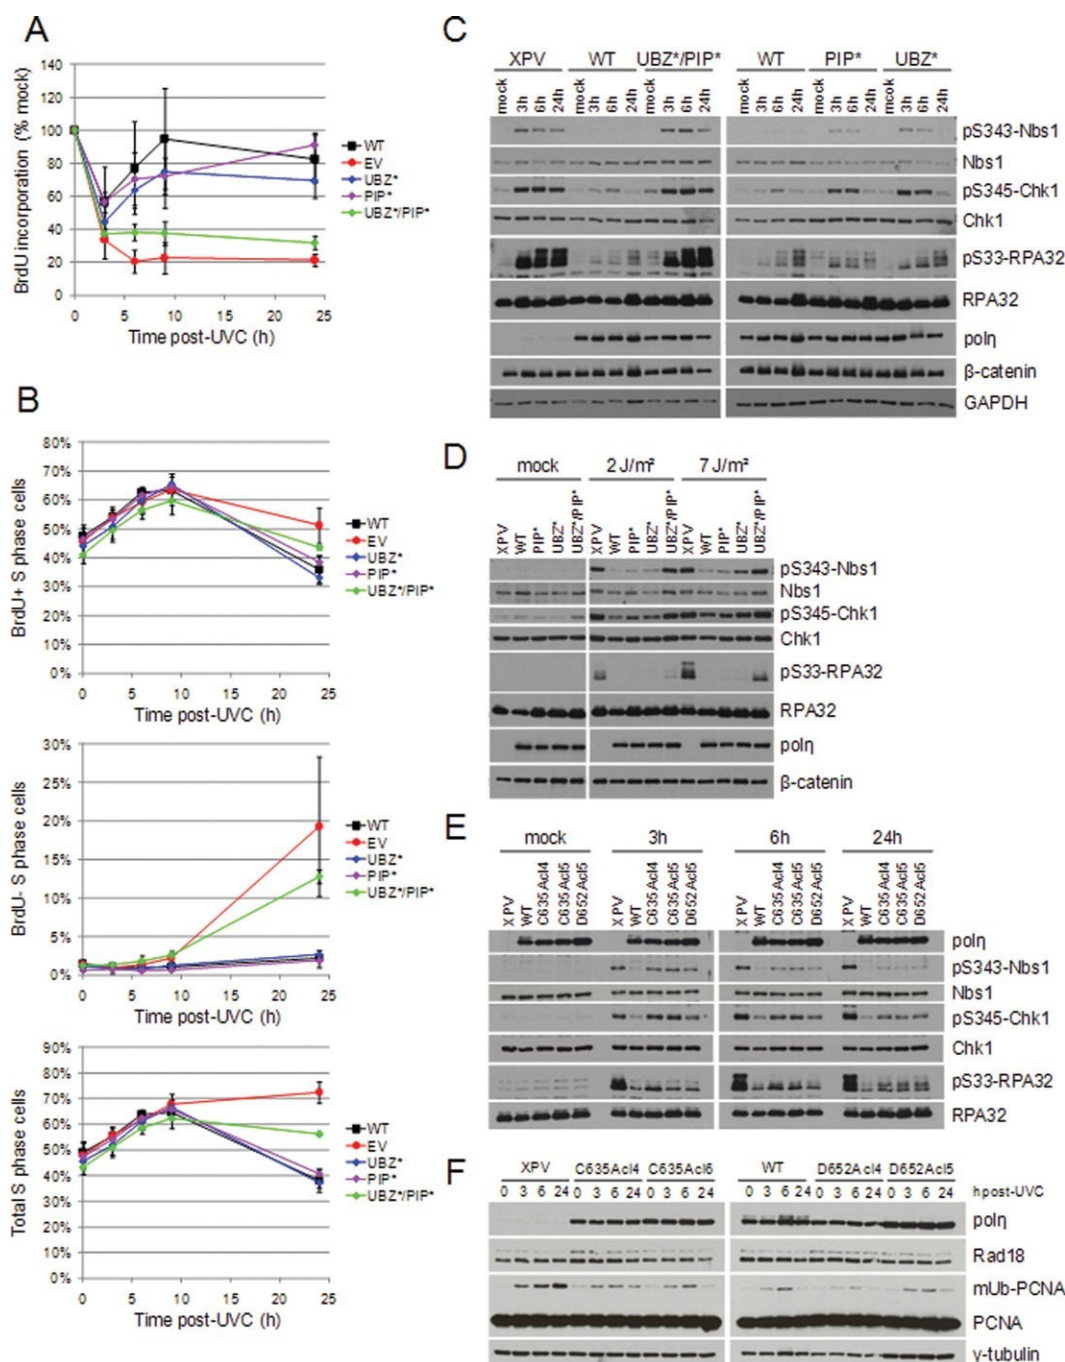 A
BrdU incorporation (% mock)
140
120
100
80
60
40
20
0
0 5 10 15 20 25
Time post-UVC (h)
WT
EV
UBZ*
PIP*
UBZ*/PIP*
B
BrdU+ S phase cells
80%
70%
60%
50%
40%
30%
20%
10%
0%
0 5 10 15 20 25
Time post-UVC (h)
WT
EV
UBZ*
PIP*
UBZ*/PIP*
BrdU- S phase cells
30%
25%
20%
15%
10%
5%
0%
0 5 10 15 20 25
Time post-UVC (h)
WT
EV
UBZ*
PIP*
UBZ*/PIP*
Total S phase cells
90%
80%
70%
60%
50%
40%
30%
20%
10%
0%
0 5 10 15 20 25
Time post-UVC (h)
WT
EV
UBZ*
PIP*
UBZ*/PIP*
C
XPV WT UBZ*/PIP* WT PIP* UBZ*
mock 3h 6h 24h mock 3h 6h 24h mock 3h 6h 24h mock 3h 6h 24h mock 3h 6h 24h mock 3h 6h 24h
pS343-Nbs1
Nbs1
pS345-Chk1
Chk1
pS33-RPA32
RPA32
polη
β-catenin
GAPDH
D
mock 2 J/m² 7 J/m²
XPV WT PIP* UBZ* UBZ*/PIP* XPV WT PIP* UBZ* UBZ*/PIP* XPV WT PIP* UBZ* UBZ*/PIP*
pS343-Nbs1
Nbs1
pS345-Chk1
Chk1
pS33-RPA32
RPA32
polη
β-catenin
E
mock 3h 6h 24h
XPV WT C635Acl4 C635Acl5 D652Acl5 XPV WT C635Acl4 C635Acl5 D652Acl5 XPV WT C635Acl4 C635Acl5 D652Acl5 XPV WT C635Acl4 C635Acl5 D652Acl5
polη
pS343-Nbs1
Nbs1
pS345-Chk1
Chk1
pS33-RPA32
RPA32
F
XPV C635Acl4 C635Acl6 WT D652Acl4 D652Acl5
0 3 6 24 0 3 6 24 0 3 6 24 0 3 6 24 0 3 6 24 0 3 6 24 h post-UVC
polη
Rad18
mUb-PCNA
PCNA
γ-tubulin